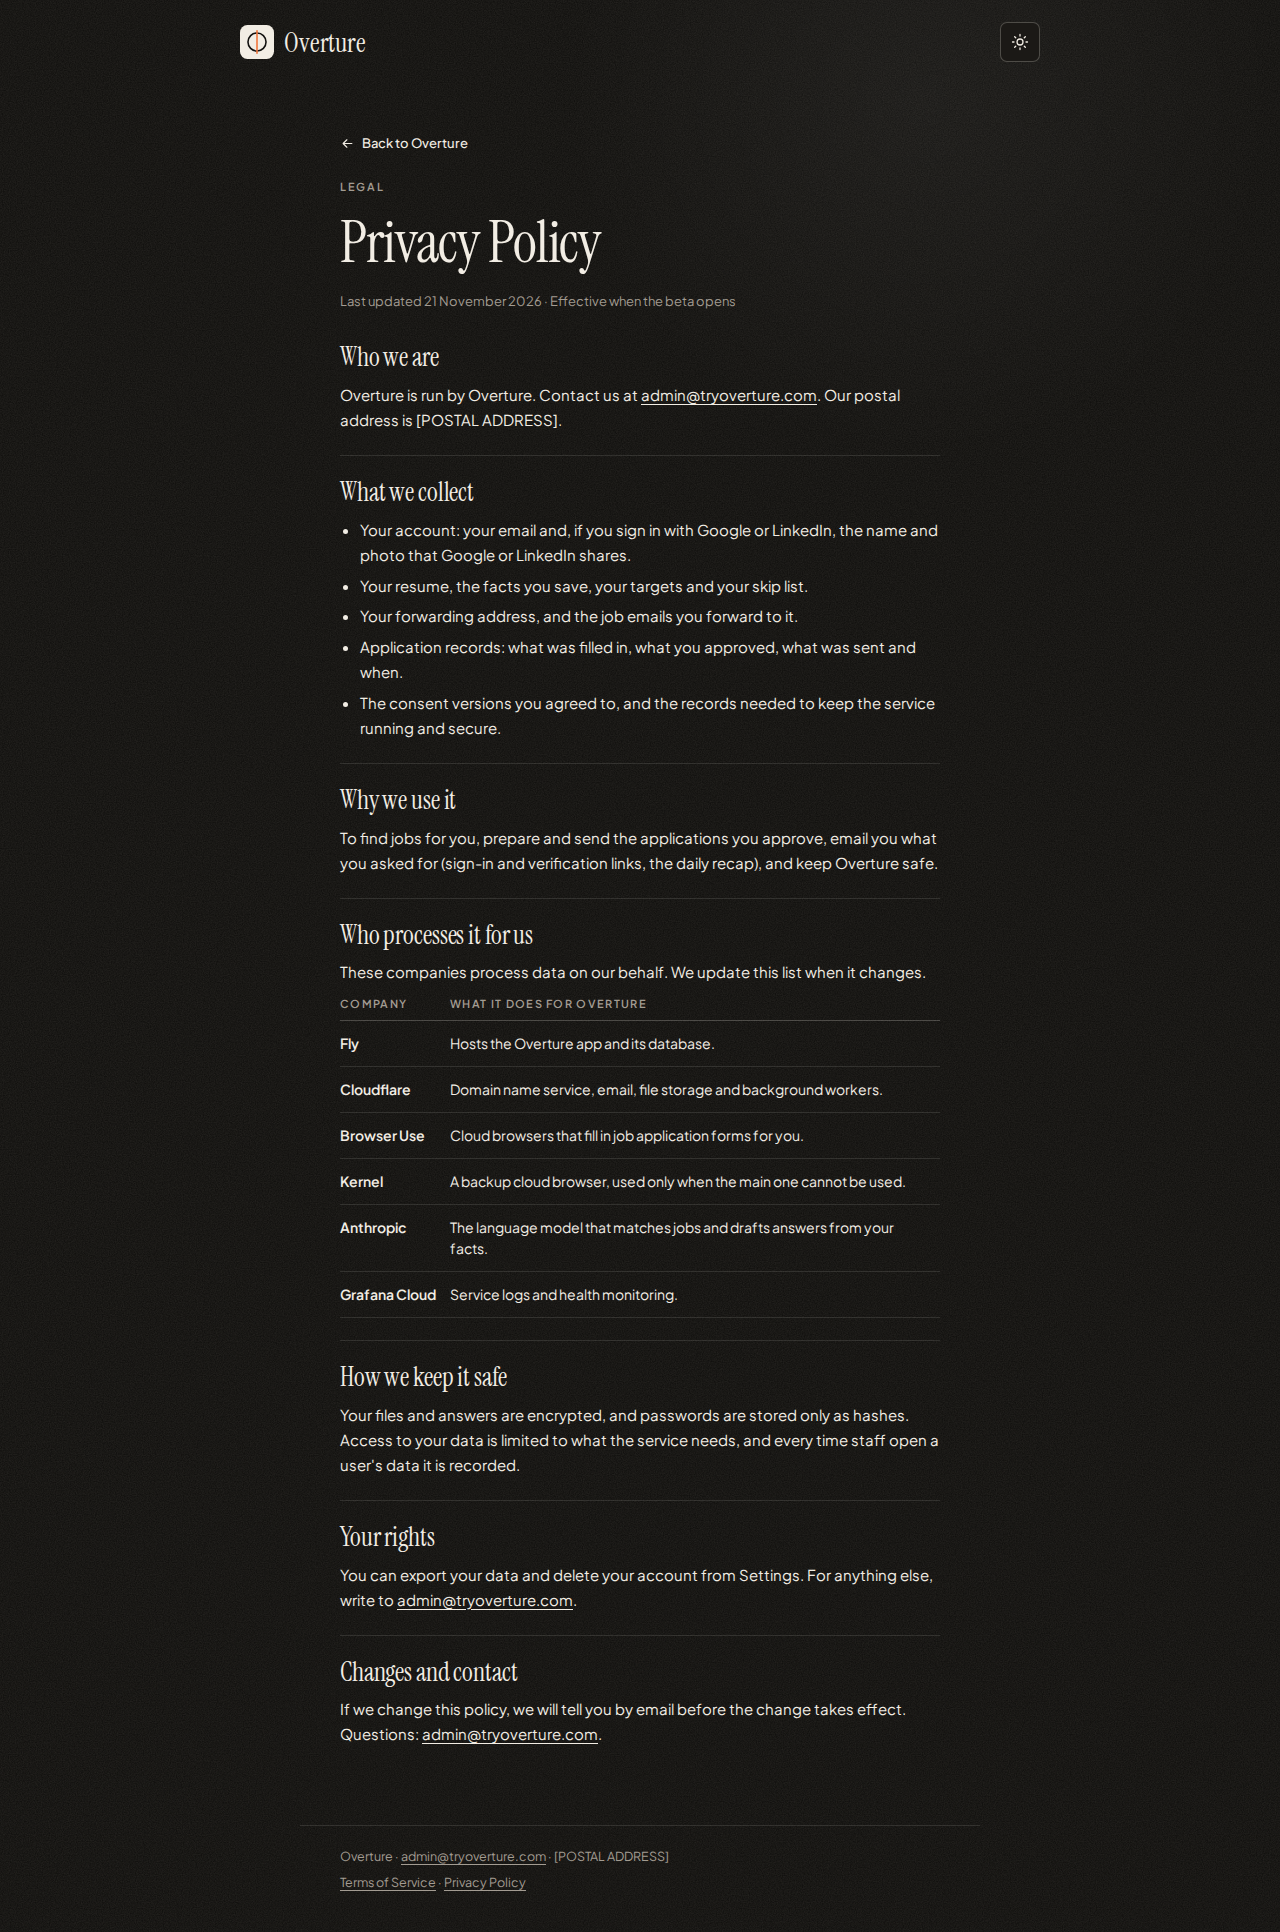 Overture
Back to Overture
LEGAL
Privacy Policy
Last updated 21 November 2026 · Effective when the beta opens
Who we are
Overture is run by Overture. Contact us at admin@tryoverture.com. Our postal
address is [POSTAL ADDRESS].
What we collect
• Your account: your email and, if you sign in with Google or LinkedIn, the name and
photo that Google or LinkedIn shares.
• Your resume, the facts you save, your targets and your skip list.
• Your forwarding address, and the job emails you forward to it.
• Application records: what was filled in, what you approved, what was sent and
when.
• The consent versions you agreed to, and the records needed to keep the service
running and secure.
Why we use it
To find jobs for you, prepare and send the applications you approve, email you what
you asked for (sign-in and verification links, the daily recap), and keep Overture safe.
Who processes it for us
These companies process data on our behalf. We update this list when it changes.
COMPANY WHAT IT DOES FOR OVERTURE
Fly Hosts the Overture app and its database.
Cloudflare Domain name service, email, file storage and background workers.
Browser Use Cloud browsers that fill in job application forms for you.
Kernel A backup cloud browser, used only when the main one cannot be used.
Anthropic The language model that matches jobs and drafts answers from your
facts.
Grafana Cloud Service logs and health monitoring.
How we keep it safe
Your files and answers are encrypted, and passwords are stored only as hashes.
Access to your data is limited to what the service needs, and every time staff open a
user's data it is recorded.
Your rights
You can export your data and delete your account from Settings. For anything else,
write to admin@tryoverture.com.
Changes and contact
If we change this policy, we will tell you by email before the change takes effect.
Questions: admin@tryoverture.com.
Overture · admin@tryoverture.com · [POSTAL ADDRESS]
Terms of Service · Privacy Policy